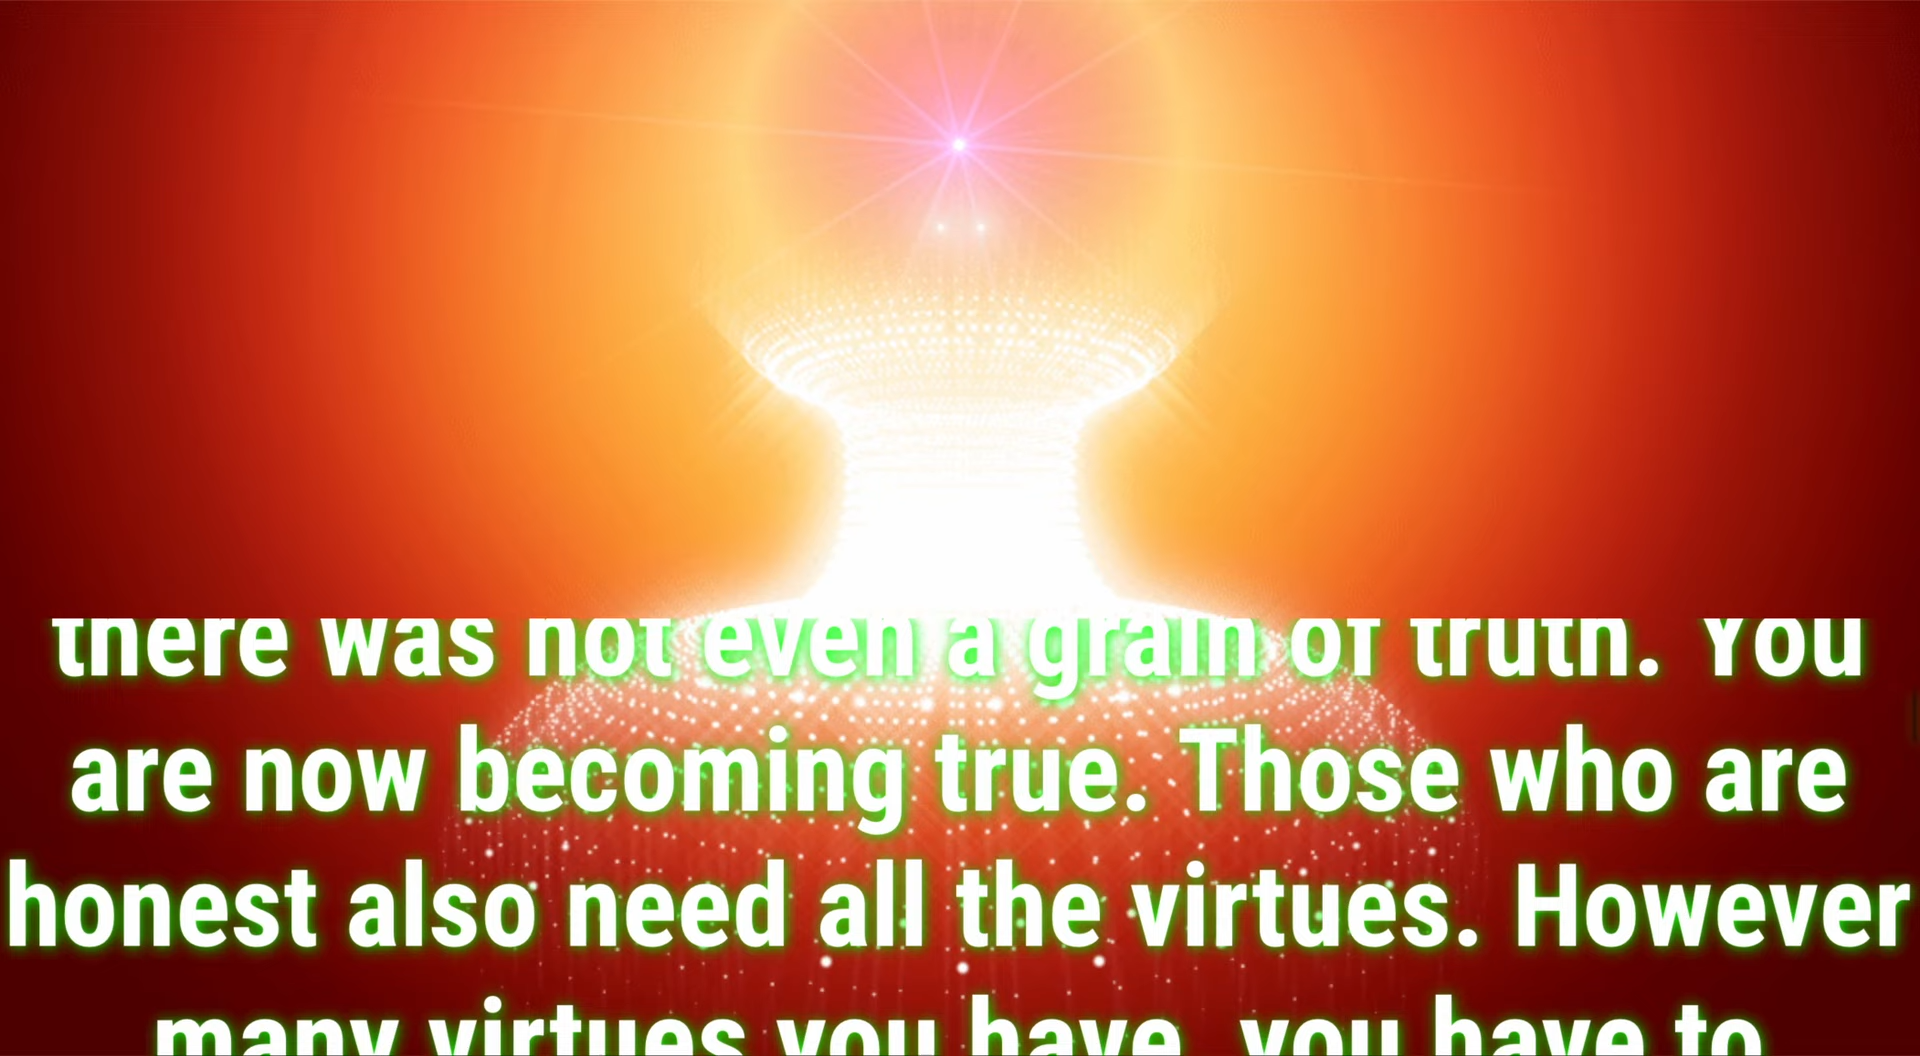 there was not even a grain of truth. You
are now becoming true. Those who are
honest also need all the virtues. However
many virtues you have, you have to